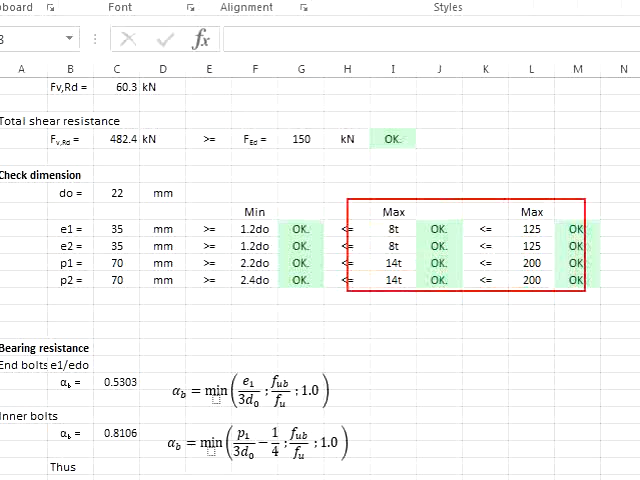 pboard Font Alignment Styles
3 fx
A B C D E F G H I J K L M N
Fv,Rd = 60.3 kN
Total shear resistance
Fv,Rd = 482.4 kN >= FEd = 150 kN OK.
Check dimension
do = 22 mm
Min Max Max
e1 = 35 mm >= 1.2do OK. <= 8t OK. <= 125 OK
e2 = 35 mm >= 1.2do OK. <= 8t OK. <= 125 OK
p1 = 70 mm >= 2.2do OK. <= 14t OK. <= 200 OK
p2 = 70 mm >= 2.4do OK. <= 14t OK. <= 200 OK
Bearing resistance
End bolts e1/edo
αb = 0.5303 αb = min(e1/3do ; fub/fu ; 1.0)
Inner bolts
αb = 0.8106 αb = min(p1/3do − 1/4 ; fub/fu ; 1.0)
Thus